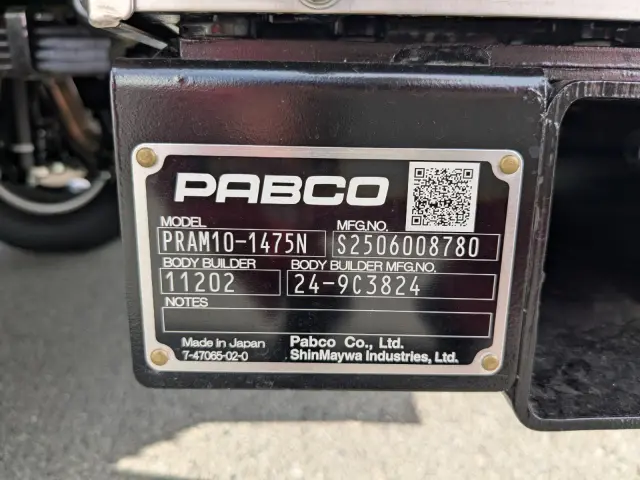 PABCO
MODEL MFG.NO.
PRAM10-1475N S2506008780
BODY BUILDER BODY BUILDER MFG.NO.
11202 24-9C3824
NOTES
Made in Japan Pabco Co., Ltd.
7-47065-02-0 ShinMaywa Industries, Ltd.